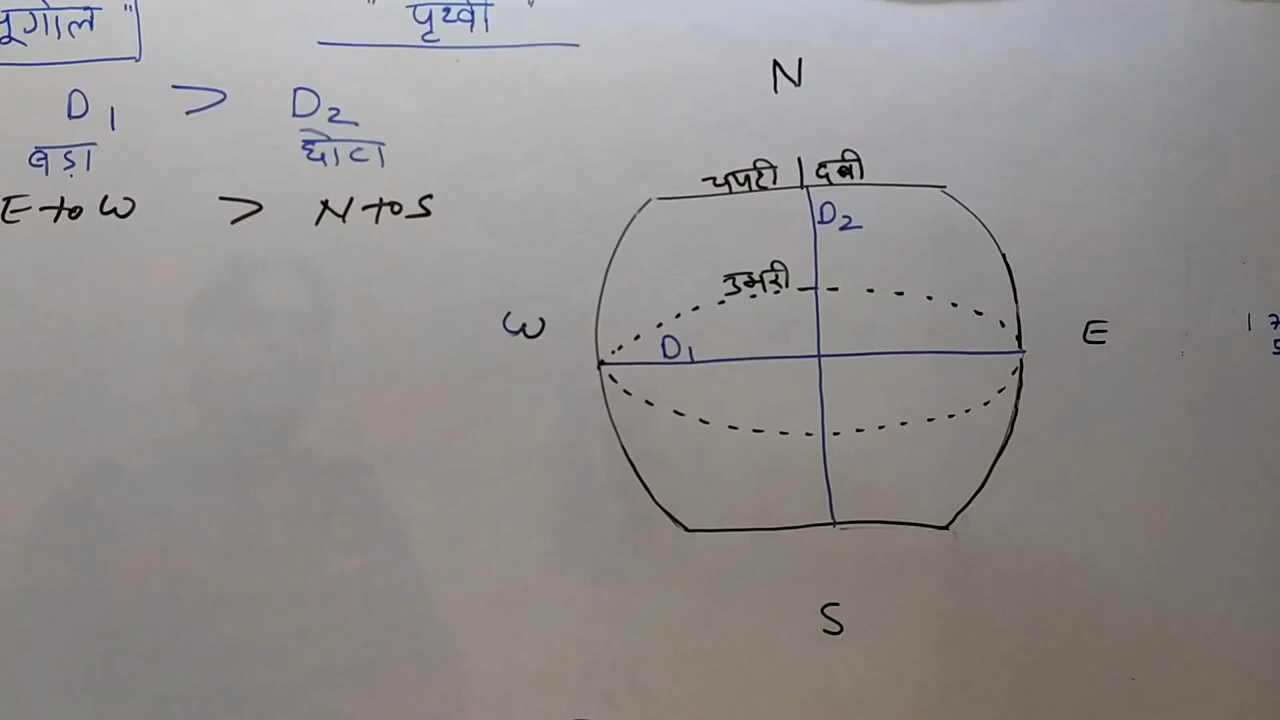 भूगोल" " पृथ्वी "
D1 > D2
बड़ा छोटा
E to W > N to S
N
चपटी | दबी
D2
उभरी
W D1 E
S